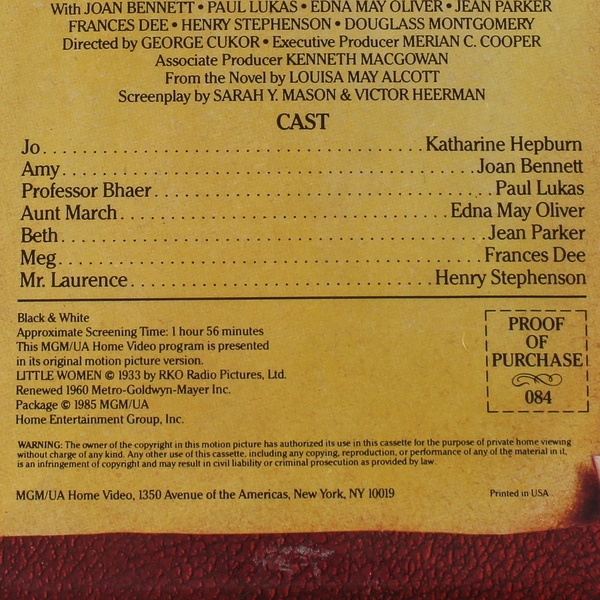 With JOAN BENNETT • PAUL LUKAS • EDNA MAY OLIVER • JEAN PARKER
FRANCES DEE • HENRY STEPHENSON • DOUGLASS MONTGOMERY
Directed by GEORGE CUKOR • Executive Producer MERIAN C. COOPER
Associate Producer KENNETH MACGOWAN
From the Novel by LOUISA MAY ALCOTT
Screenplay by SARAH Y. MASON & VICTOR HEERMAN
CAST
Jo . . . . . . . . . . . . . . . . . . . . . . . . . . . . . . Katharine Hepburn
Amy . . . . . . . . . . . . . . . . . . . . . . . . . . . . . . Joan Bennett
Professor Bhaer . . . . . . . . . . . . . . . . . . . . . . . . . Paul Lukas
Aunt March . . . . . . . . . . . . . . . . . . . . . . . . Edna May Oliver
Beth . . . . . . . . . . . . . . . . . . . . . . . . . . . . . . Jean Parker
Meg . . . . . . . . . . . . . . . . . . . . . . . . . . . . . . Frances Dee
Mr. Laurence . . . . . . . . . . . . . . . . . . . . . . Henry Stephenson
Black & White
Approximate Screening Time: 1 hour 56 minutes
This MGM/UA Home Video program is presented
in its original motion picture version.
LITTLE WOMEN © 1933 by RKO Radio Pictures, Ltd.
Renewed 1960 Metro-Goldwyn-Mayer Inc.
Package © 1985 MGM/UA
Home Entertainment Group, Inc.
PROOF
OF
PURCHASE
084
WARNING: The owner of the copyright in this motion picture has authorized its use in this cassette for the purpose of private home viewing
without charge of any kind. Any other use of this cassette, including any copying, reproduction, or performance of any of the material in it,
is an infringement of copyright and may result in civil liability or criminal prosecution as provided by law.
MGM/UA Home Video, 1350 Avenue of the Americas, New York, NY 10019
Printed in USA